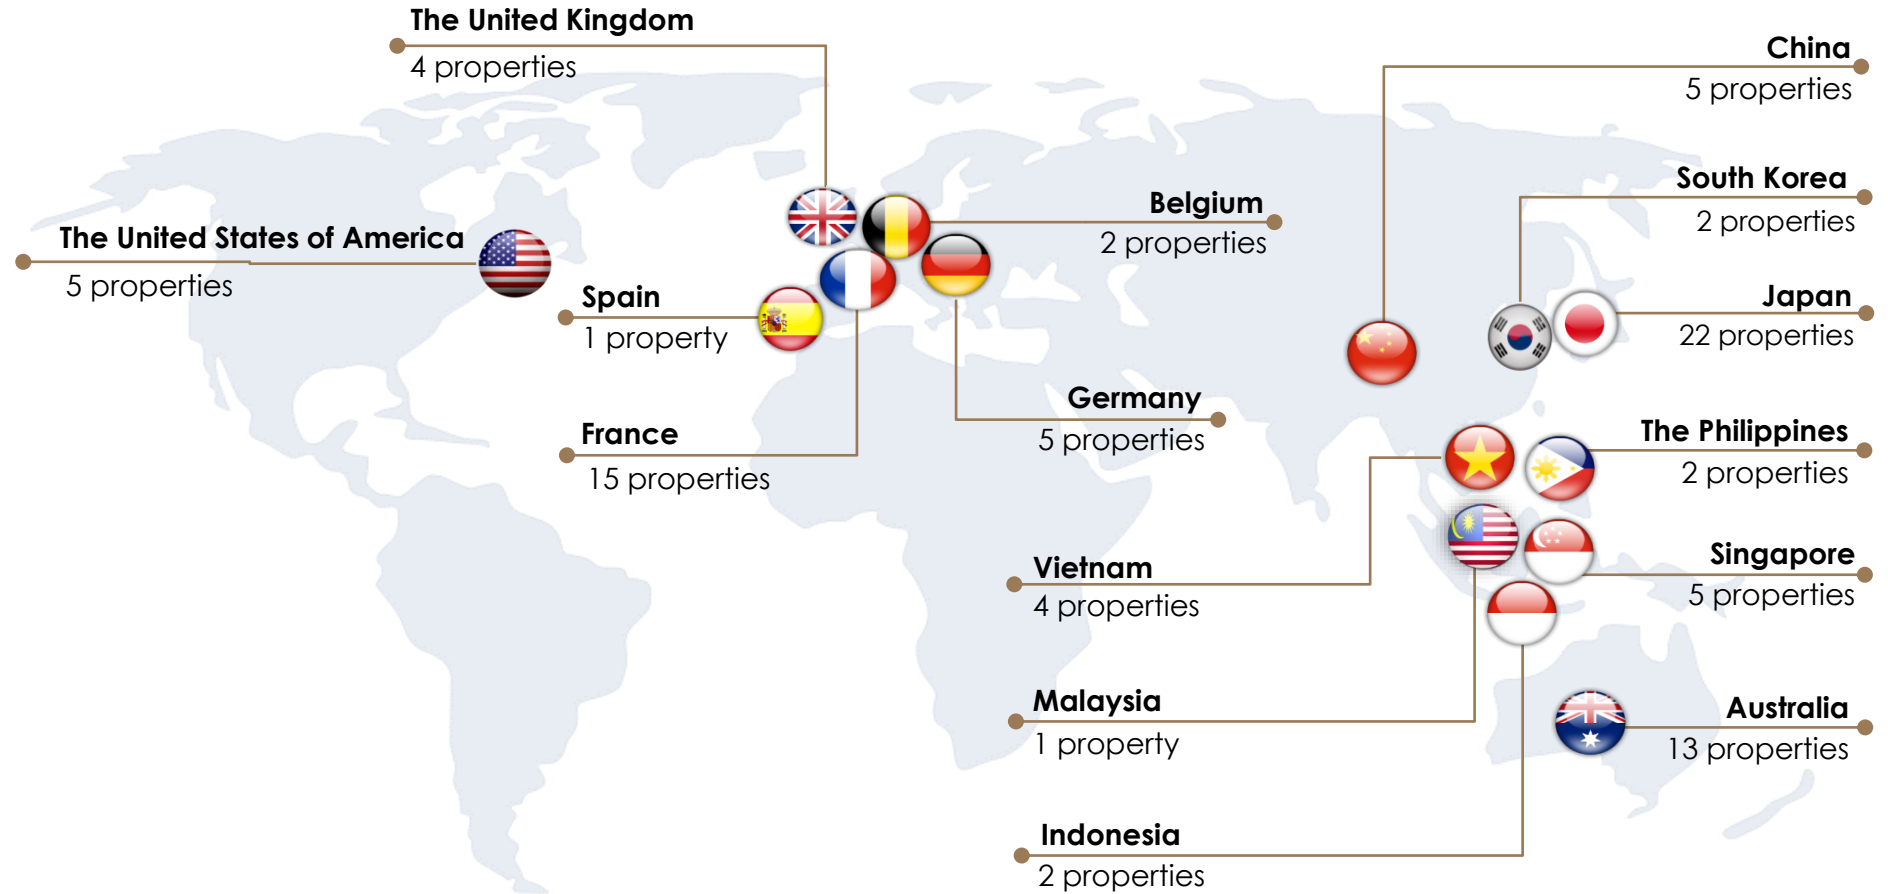 The United Kingdom
4 properties
China
5 properties
South Korea
2 properties
Belgium
2 properties
The United States of America
5 properties
Spain
1 property
Japan
22 properties
Germany
5 properties
France
15 properties
The Philippines
2 properties
Vietnam
4 properties
Singapore
5 properties
Malaysia
1 property
Australia
13 properties
Indonesia
2 properties